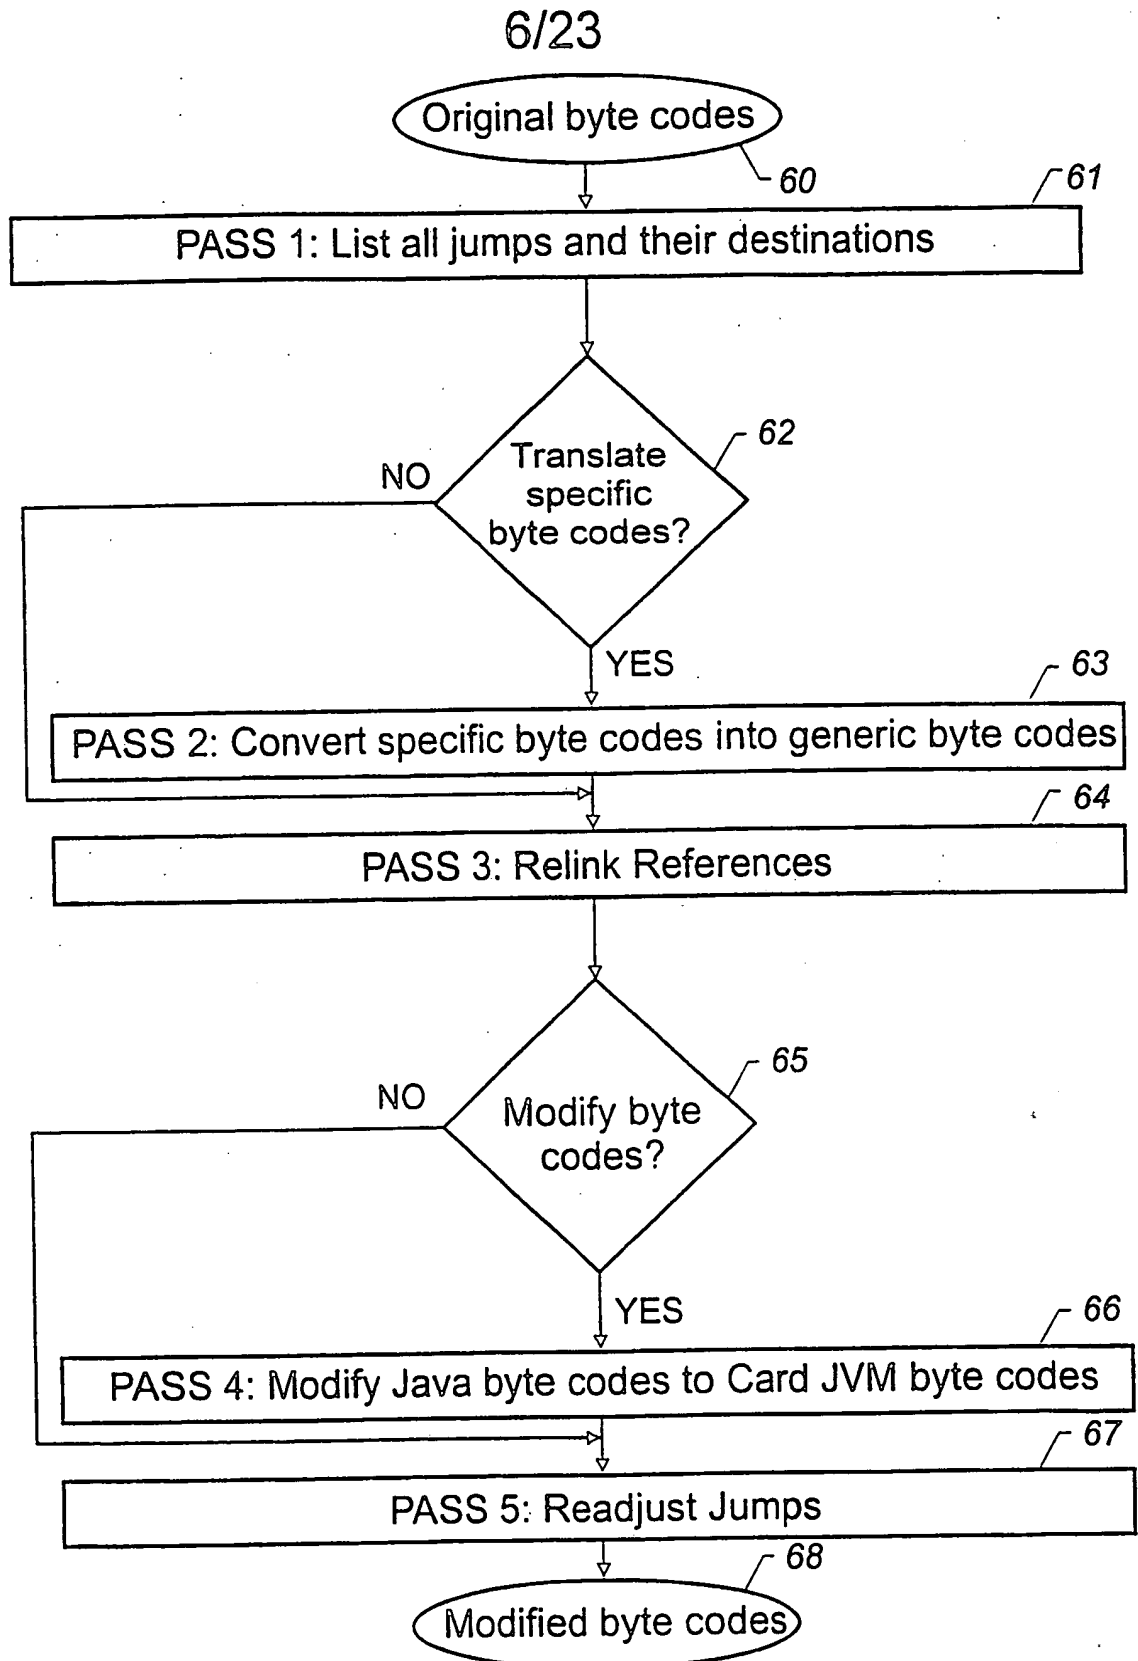 6/23
Original byte codes
60
61
PASS 1: List all jumps and their destinations
62
Translate
specific
byte codes?
NO
YES
63
PASS 2: Convert specific byte codes into generic byte codes
64
PASS 3: Relink References
65
NO
Modify byte
codes?
YES
66
PASS 4: Modify Java byte codes to Card JVM byte codes
67
PASS 5: Readjust Jumps
68
Modified byte codes